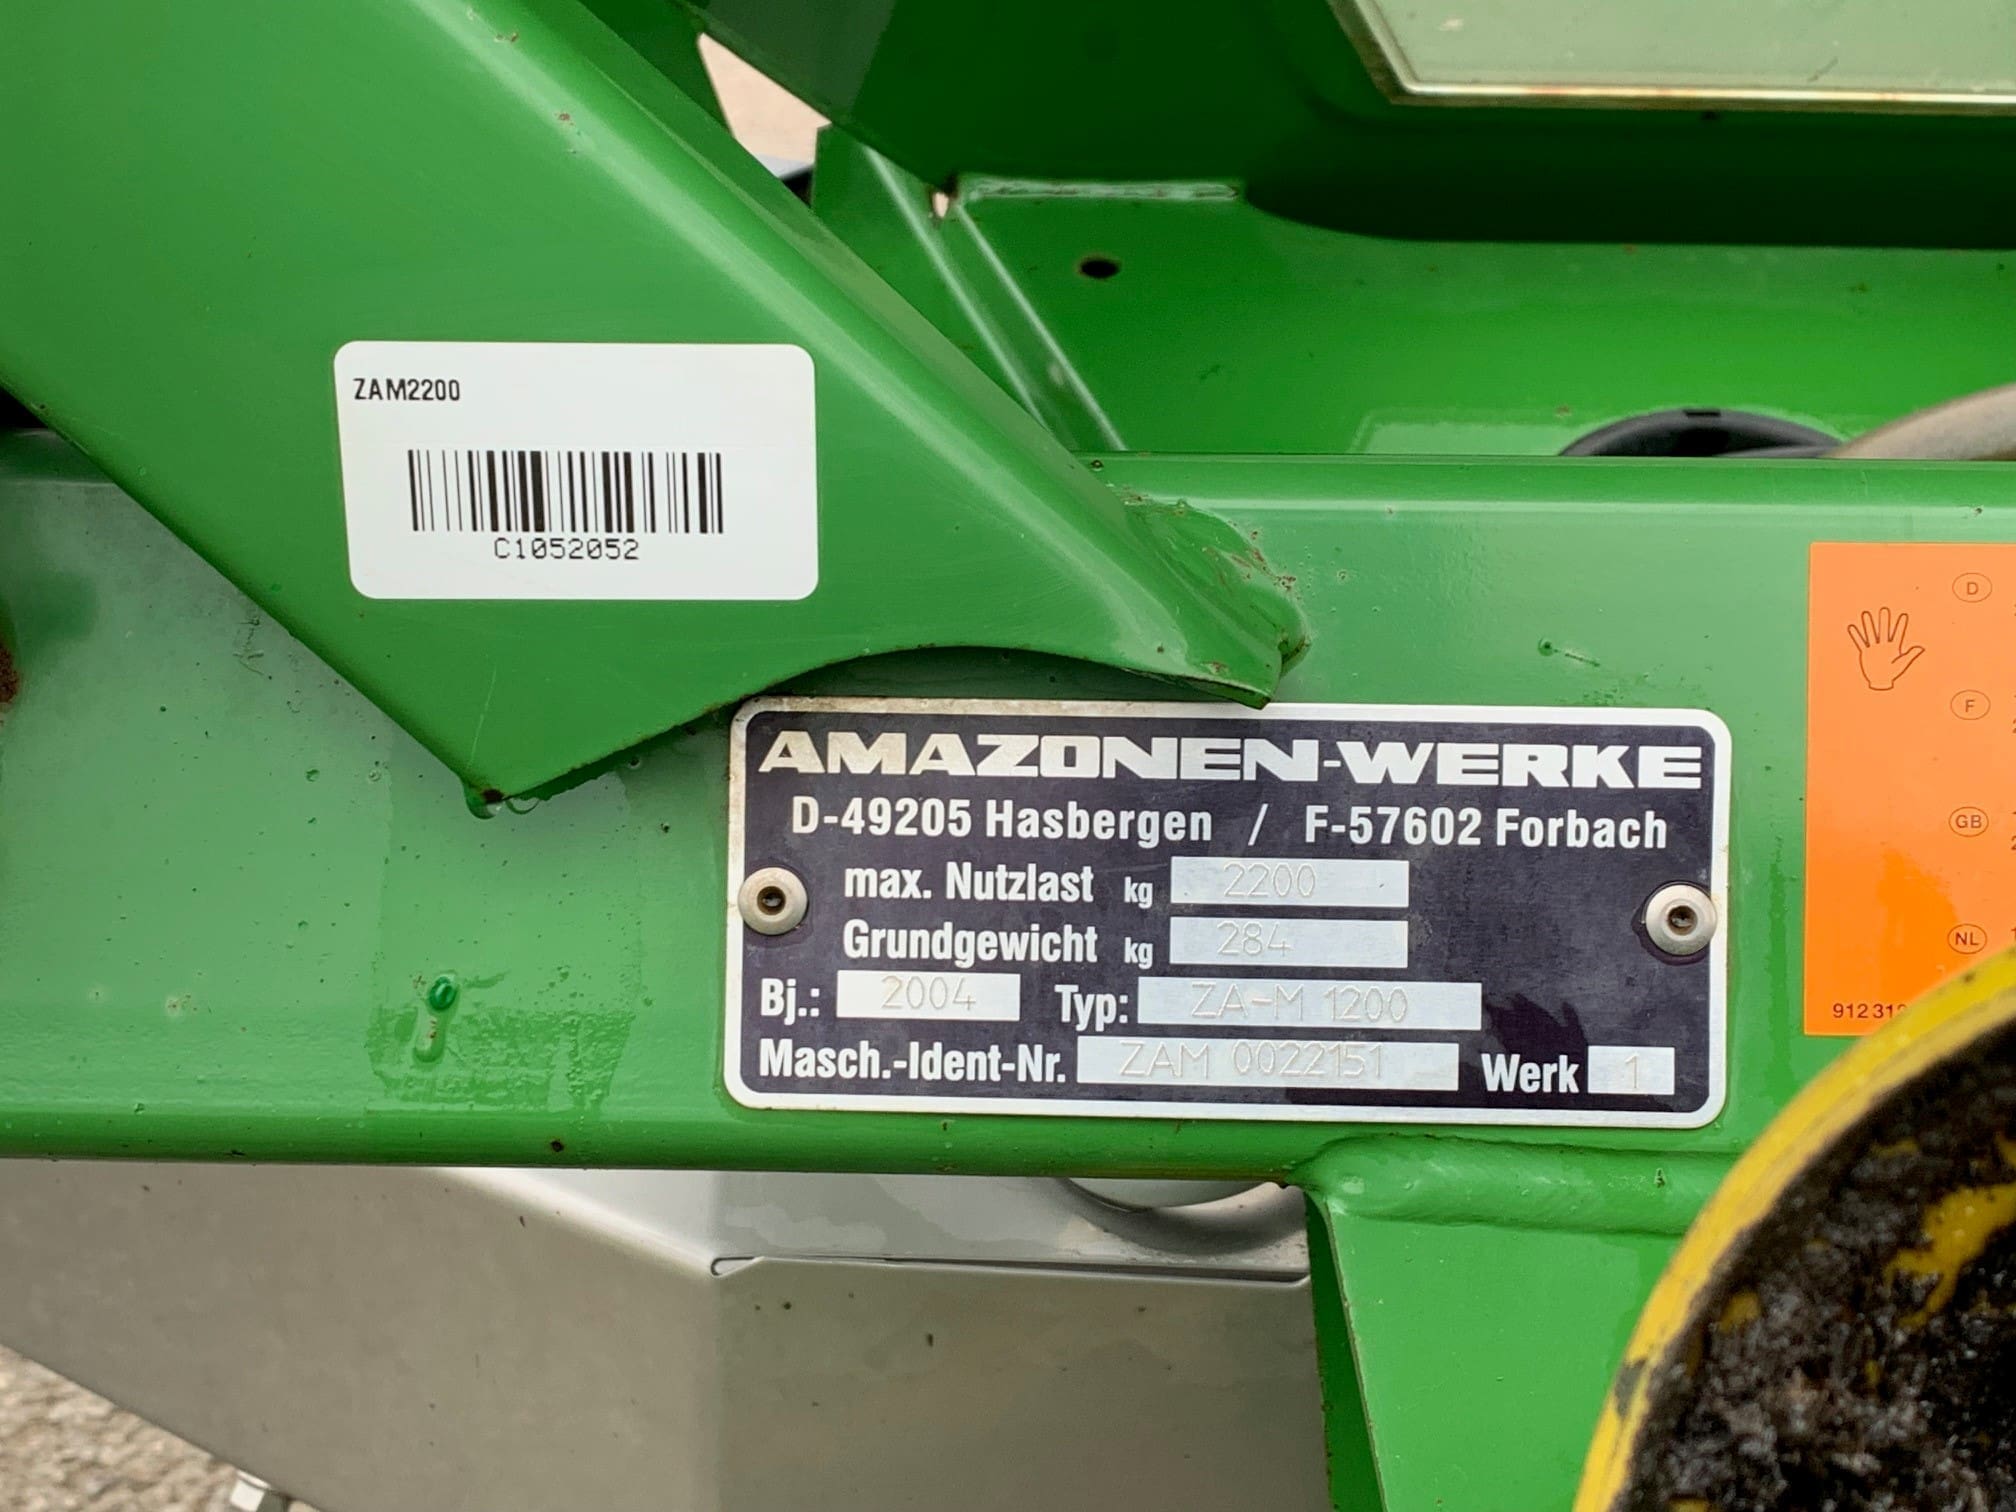 ZAM2200
C1052052
AMAZONEN-WERKE
D-49205 Hasbergen / F-57602 Forbach
max. Nutzlast kg 2200
Grundgewicht kg 284
Bj.: 2004 Typ: ZA-M 1200
Masch.-Ident-Nr. ZAM 0022151 Werk 1
D
F
GB
NL